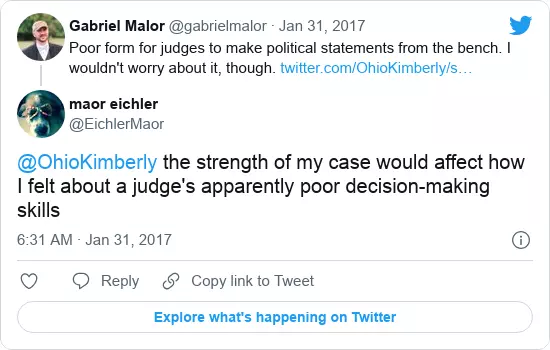 Gabriel Malor @gabrielmalor · Jan 31, 2017
Poor form for judges to make political statements from the bench. I
wouldn't worry about it, though. twitter.com/OhioKimberly/s…
maor eichler
@EichlerMaor
@OhioKimberly the strength of my case would affect how
I felt about a judge's apparently poor decision-making
skills
6:31 AM · Jan 31, 2017
Reply
Copy link to Tweet
Explore what's happening on Twitter